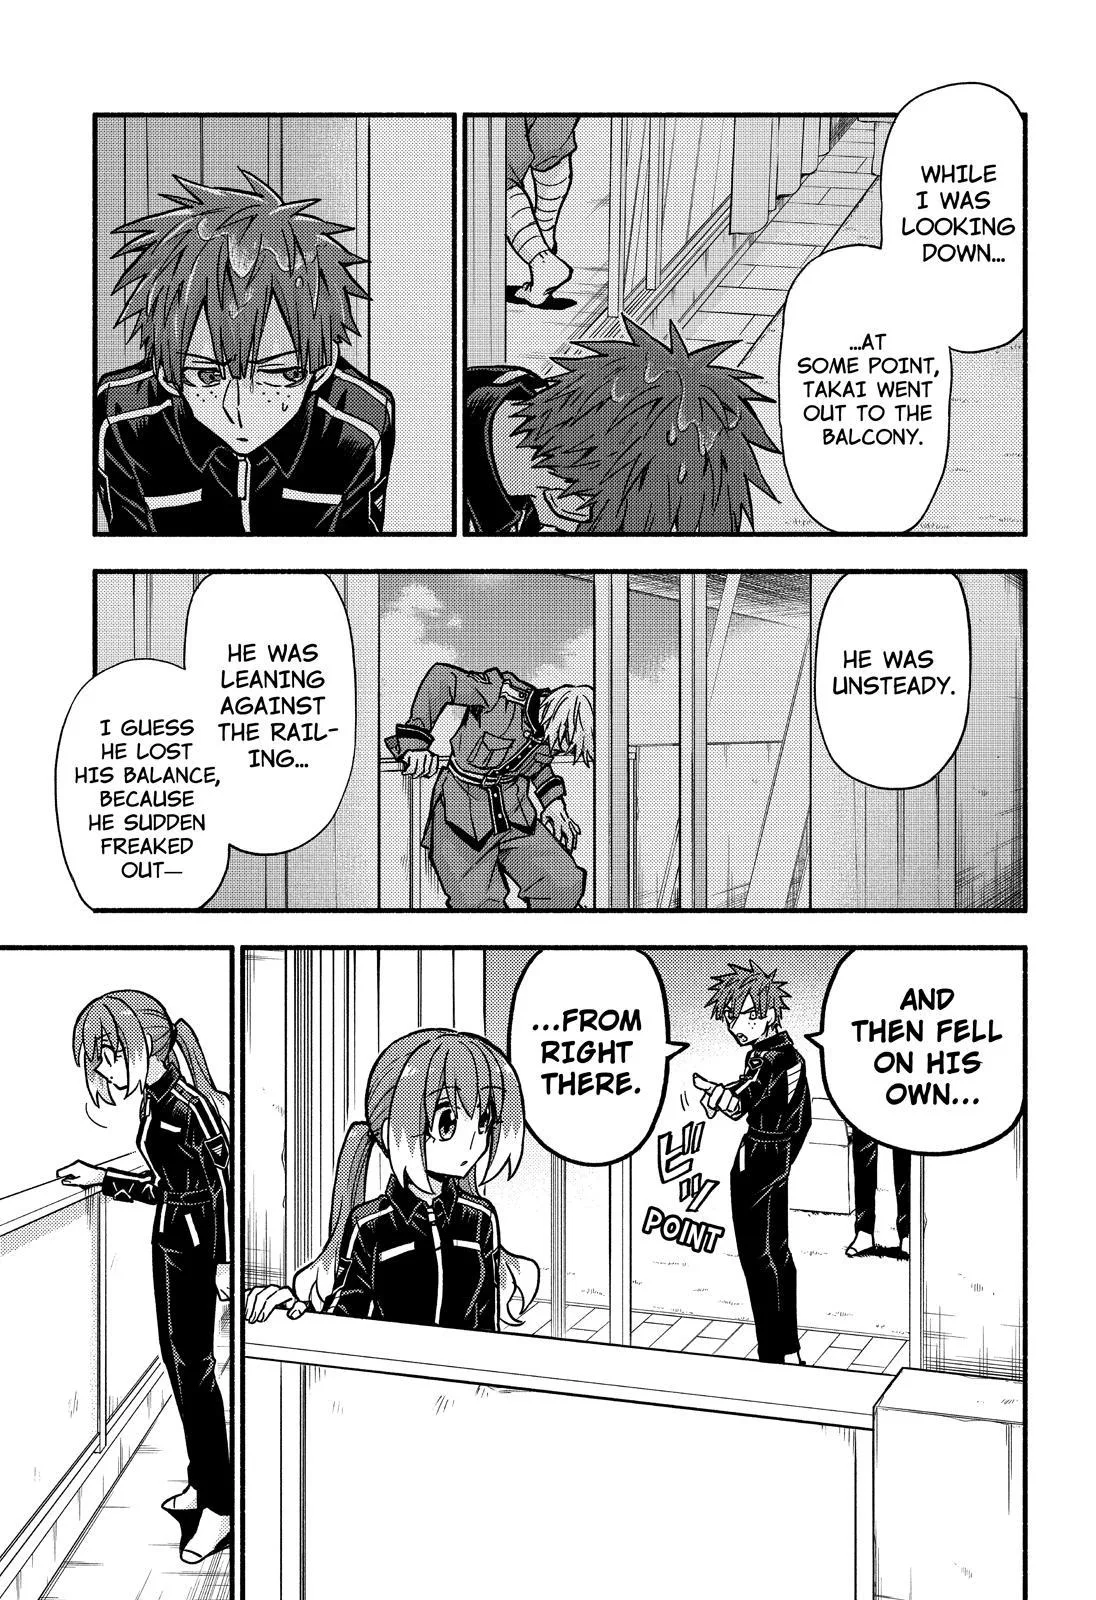 WHILE
I WAS
LOOKING
DOWN...
...AT
SOME POINT,
TAKAI WENT
OUT TO THE
BALCONY.
HE WAS
UNSTEADY.
HE WAS
LEANING
AGAINST
THE RAIL-
ING...
I GUESS
HE LOST
HIS BALANCE,
BECAUSE
HE SUDDEN
FREAKED
OUT—
AND
THEN FELL
ON HIS
OWN...
...FROM
RIGHT
THERE.
ビッ
POINT